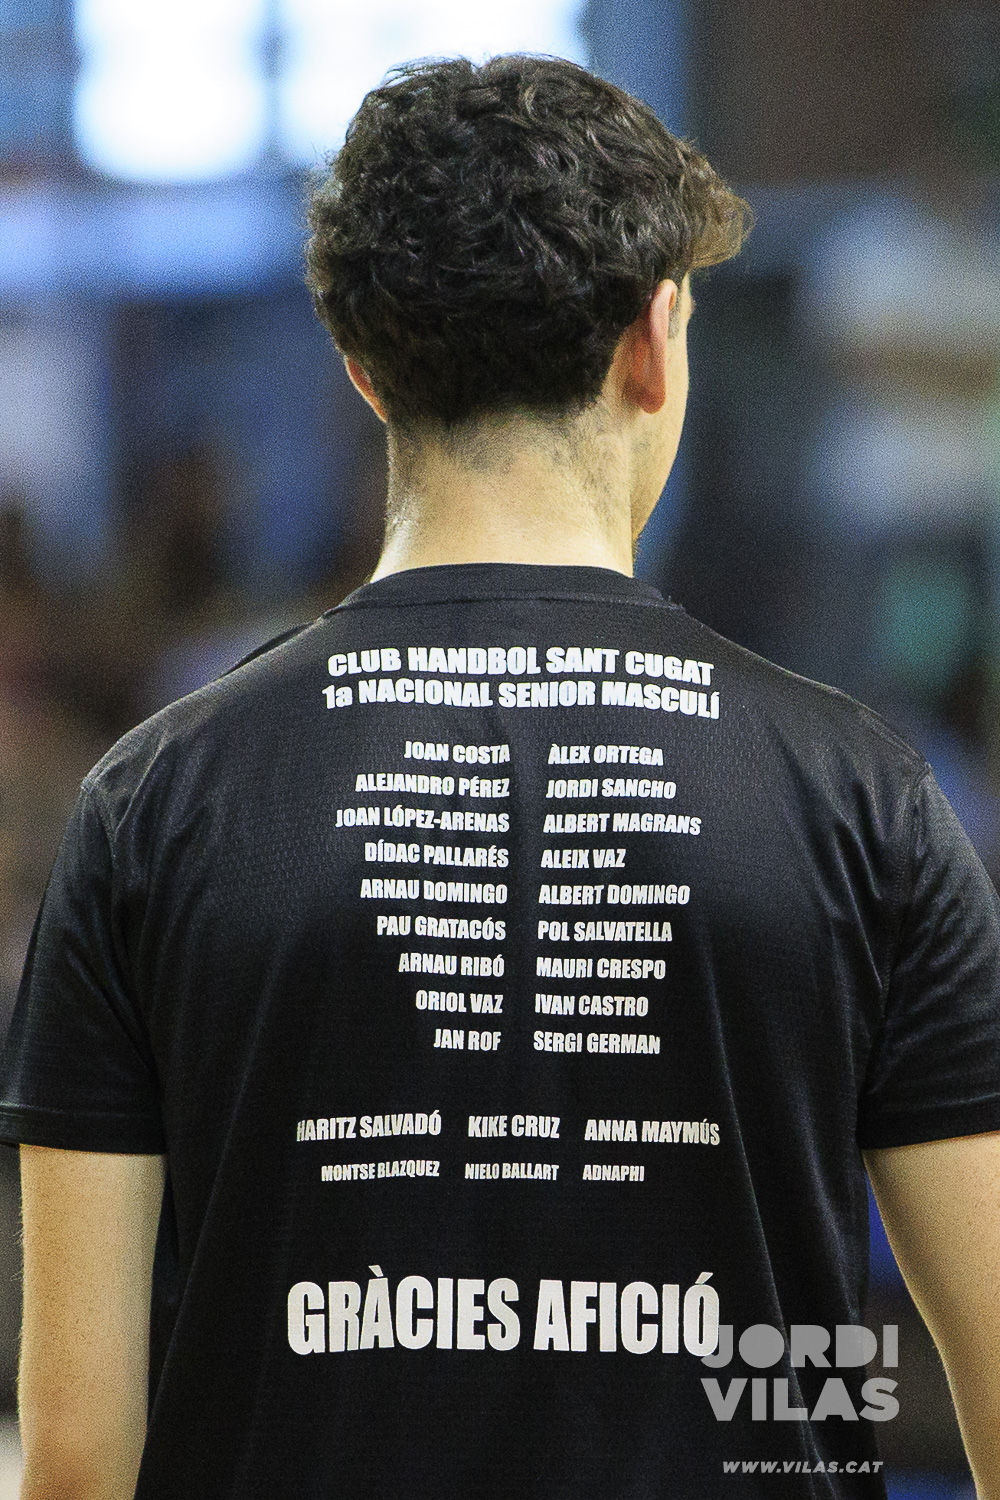 CLUB HANDBOL SANT CUGAT
1a NACIONAL SENIOR MASCULÍ
JOAN COSTA ÀLEX ORTEGA
ALEJANDRO PÉREZ JORDI SANCHO
JOAN LÓPEZ-ARENAS ALBERT MAGRANS
DÍDAC PALLARÉS ALEIX VAZ
ARNAU DOMINGO ALBERT DOMINGO
PAU GRATACÓS POL SALVATELLA
ARNAU RIBÓ MAURI CRESPO
ORIOL VAZ IVAN CASTRO
JAN ROF SERGI GERMAN
HARITZ SALVADÓ KIKE CRUZ ANNA MAYMÚS
MONTSE BLAZQUEZ NIELO BALLART ADNAPHI
GRÀCIES AFICIÓ
JORDI
VILAS
WWW.VILAS.CAT